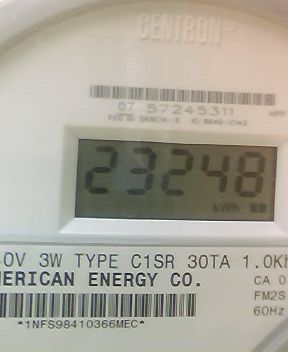 CENTRON®
07 57245311
23248
kWh
0V 3W TYPE C1SR 30TA 1.0Kh
MERICAN ENERGY CO.
CA 0
FM2S
60Hz
*1NFS98410366MEC*